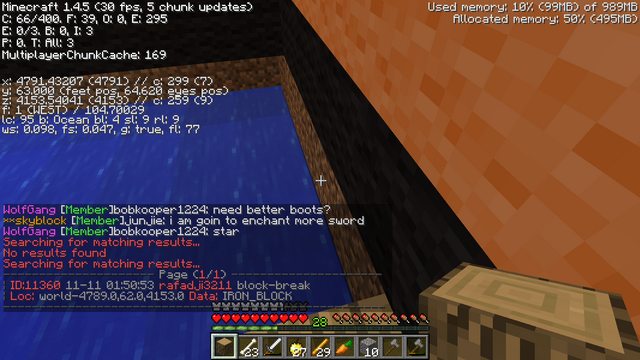 Minecraft 1.4.5 (30 fps, 5 chunk updates)
C: 66/400. F: 39, O: 0, E: 295
E: 0/3. B: 0, I: 3
P: 0. T: All: 3
MultiplayerChunkCache: 169
Used memory: 10% (99MB) of 989MB
Allocated memory: 50% (495MB)
x: 4791.43207 (4791) // c: 299 (7)
y: 63.000 (feet pos, 64.620 eyes pos)
z: 4153.54041 (4153) // c: 259 (9)
f: 1 (WEST) / 104.70029
lc: 95 b: Ocean bl: 4 sl: 9 rl: 9
ws: 0.098, fs: 0.047, g: true, fl: 77
WolfGang [Member]bobkooper1224: need better boots?
**skyblock [Member]junjie: i am goin to enchant more sword
WolfGang [Member]bobkooper1224: star
Searching for matching results...
No results found
Searching for matching results...
Page (1/1)
ID:11360 11-11 01:50:53 rafadji3211 block-break
Loc: world-4789.0,62.0,4153.0 Data: IRON_BLOCK
28
23 27 29 10